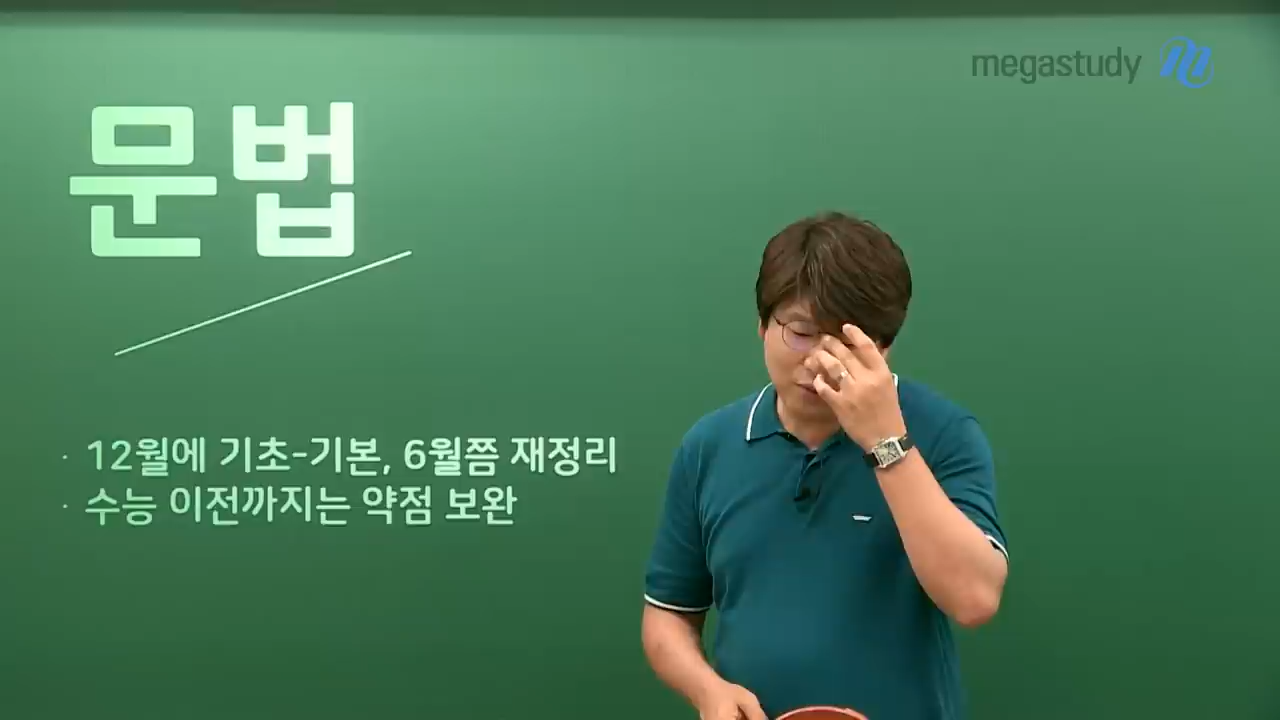 megastudy
문법
· 12월에 기초-기본, 6월쯤 재정리
· 수능 이전까지는 약점 보완